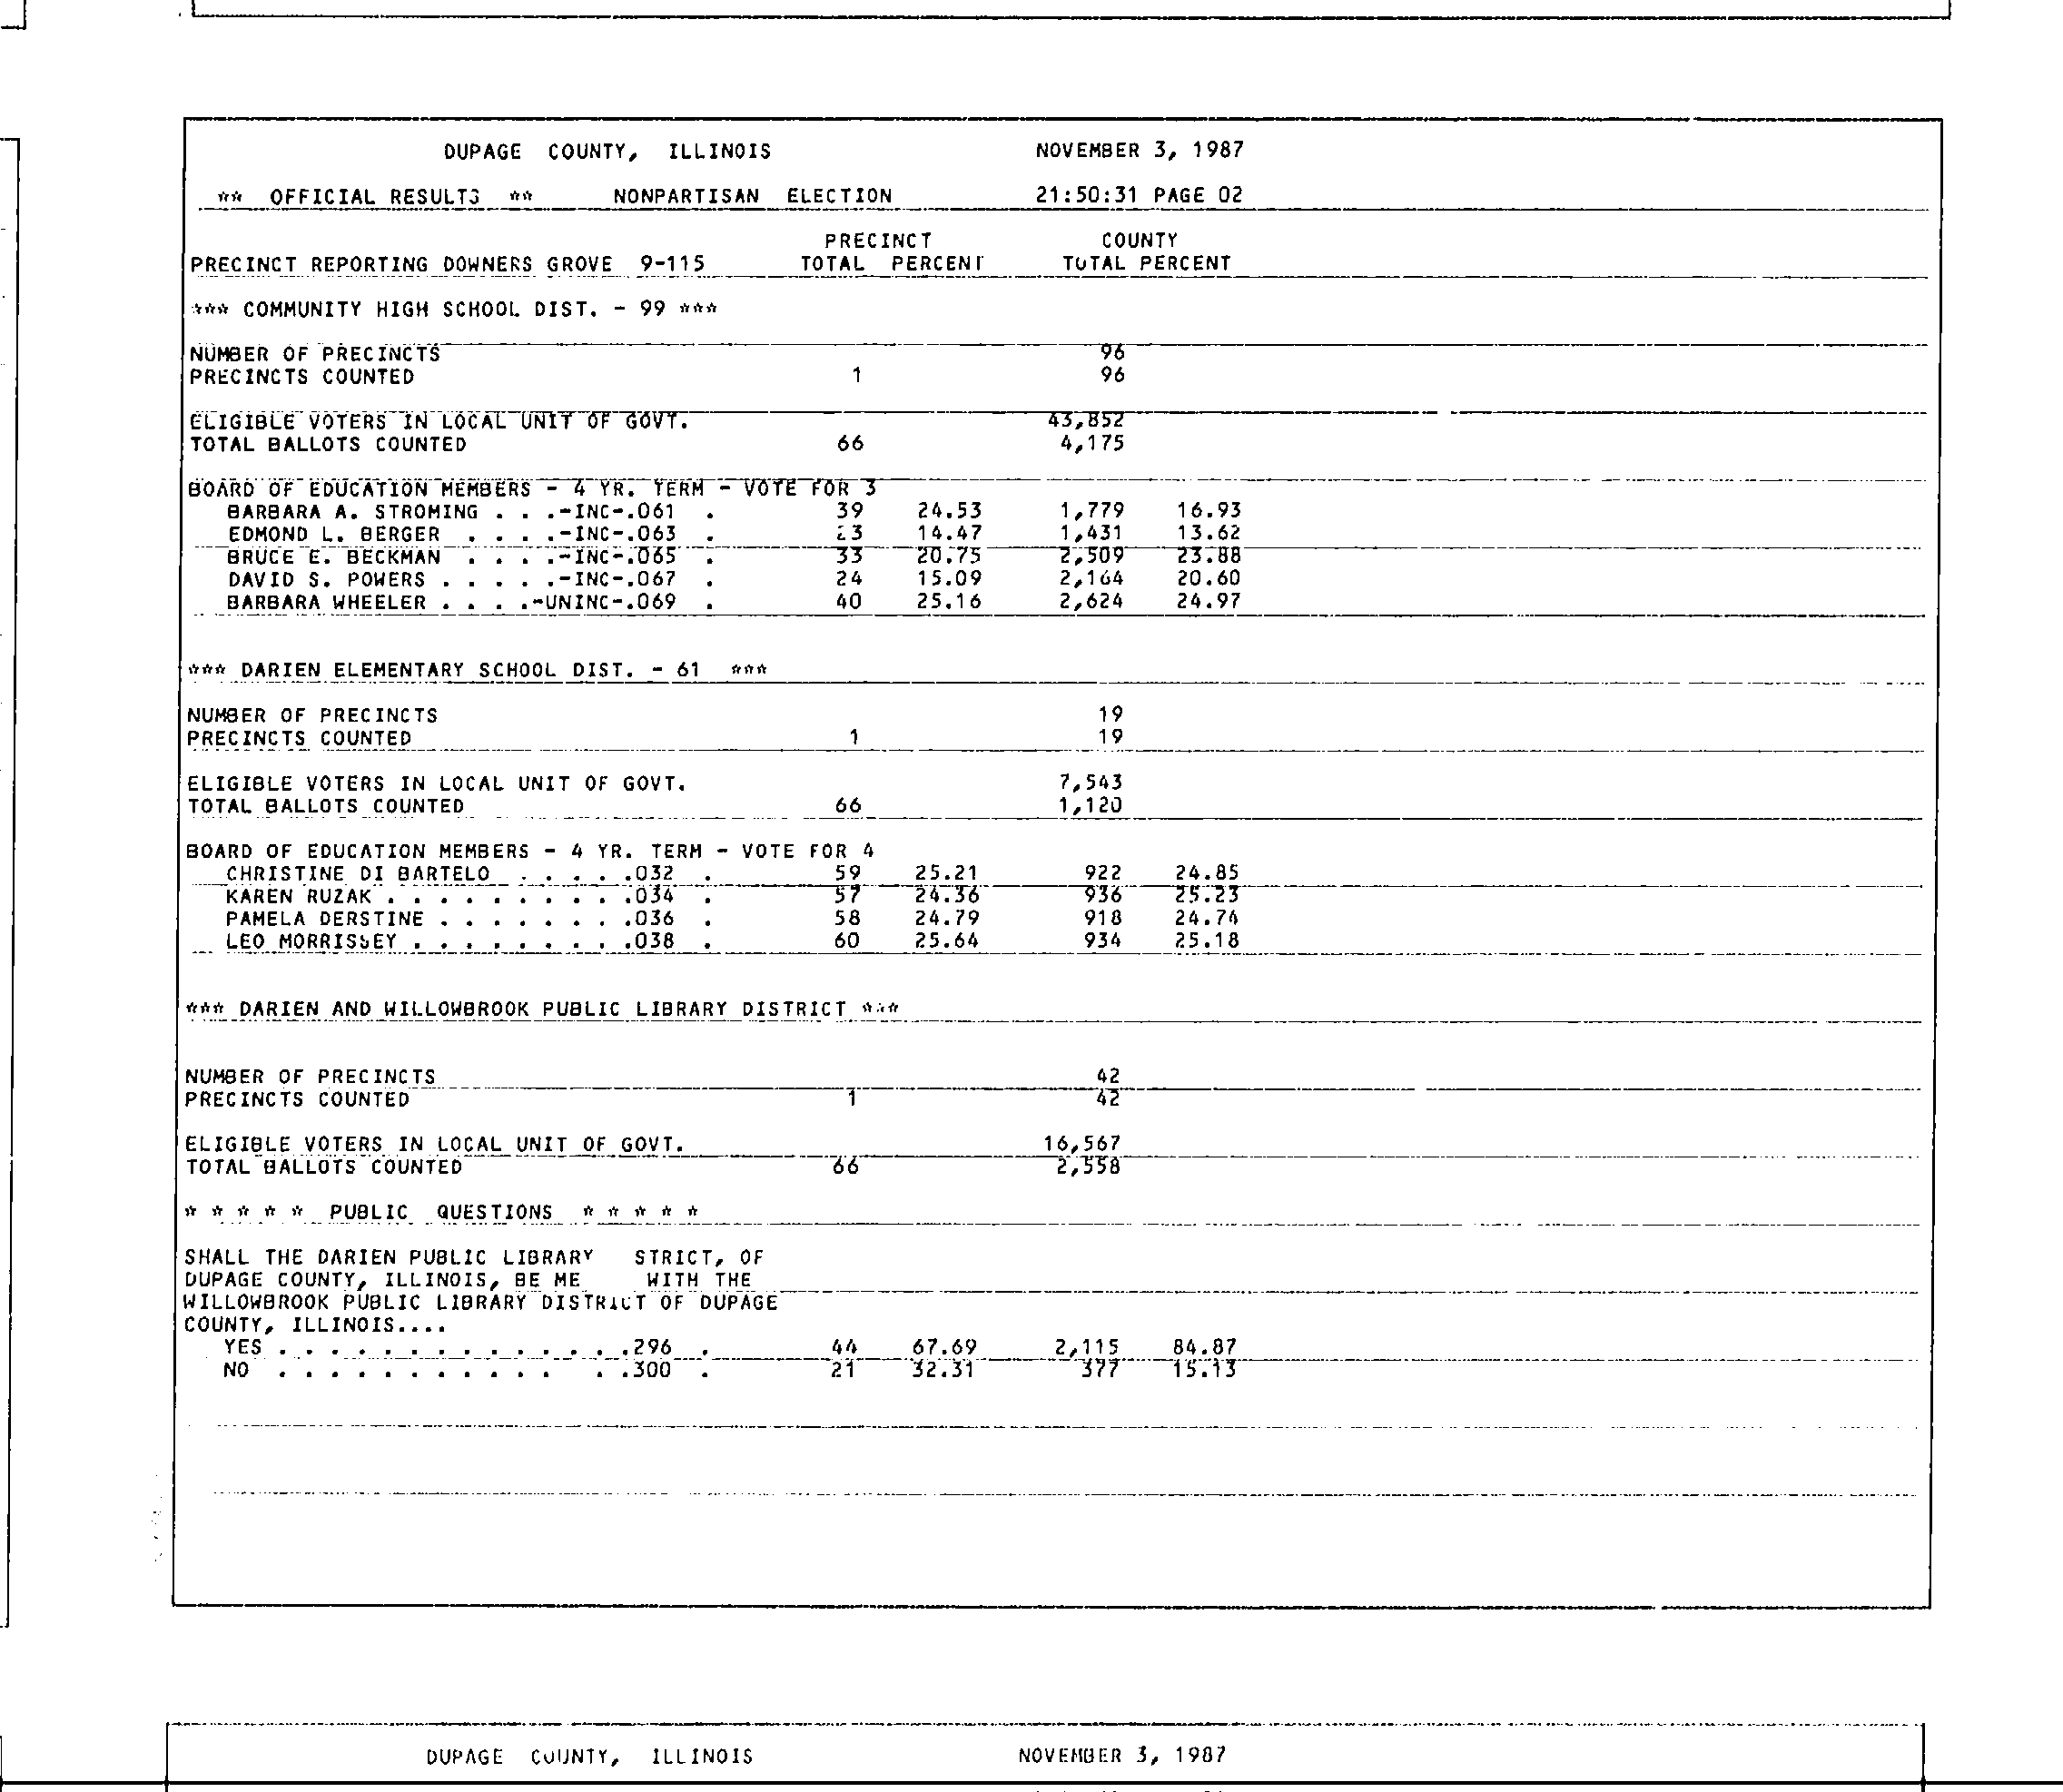 DUPAGE COUNTY, ILLINOIS NOVEMBER 3, 1987
** OFFICIAL RESULTS ** NONPARTISAN ELECTION 21:50:31 PAGE 02
PRECINCT COUNTY
PRECINCT REPORTING DOWNERS GROVE 9-115 TOTAL PERCENT TOTAL PERCENT
*** COMMUNITY HIGH SCHOOL DIST. - 99 ***
NUMBER OF PRECINCTS 96
PRECINCTS COUNTED 1 96
ELIGIBLE VOTERS IN LOCAL UNIT OF GOVT. 43,852
TOTAL BALLOTS COUNTED 66 4,175
BOARD OF EDUCATION MEMBERS - 4 YR. TERM - VOTE FOR 3
BARBARA A. STROMING . . .-INC-.061 . 39 24.53 1,779 16.93
EDMOND L. BERGER . . . .-INC-.063 . 23 14.47 1,431 13.62
BRUCE E. BECKMAN . . . .-INC-.065 . 33 20.75 2,509 23.88
DAVID S. POWERS . . . . .-INC-.067 . 24 15.09 2,164 20.60
BARBARA WHEELER . . . .-UNINC-.069 . 40 25.16 2,624 24.97
*** DARIEN ELEMENTARY SCHOOL DIST. - 61 ***
NUMBER OF PRECINCTS 19
PRECINCTS COUNTED 1 19
ELIGIBLE VOTERS IN LOCAL UNIT OF GOVT. 7,543
TOTAL BALLOTS COUNTED 66 1,120
BOARD OF EDUCATION MEMBERS - 4 YR. TERM - VOTE FOR 4
CHRISTINE DI BARTELO . . . . .032 . 59 25.21 922 24.85
KAREN RUZAK . . . . . . . . . .034 . 57 24.36 936 25.23
PAMELA DERSTINE . . . . . . . .036 . 58 24.79 918 24.74
LEO MORRISSEY . . . . . . . . .038 . 60 25.64 934 25.18
*** DARIEN AND WILLOWBROOK PUBLIC LIBRARY DISTRICT ***
NUMBER OF PRECINCTS 42
PRECINCTS COUNTED 1 42
ELIGIBLE VOTERS IN LOCAL UNIT OF GOVT. 16,567
TOTAL BALLOTS COUNTED 66 2,558
* * * * * PUBLIC QUESTIONS * * * * *
SHALL THE DARIEN PUBLIC LIBRARY STRICT, OF
DUPAGE COUNTY, ILLINOIS, BE ME WITH THE
WILLOWBROOK PUBLIC LIBRARY DISTRICT OF DUPAGE
COUNTY, ILLINOIS....
YES . . . . . . . . . . . . . .296 . 44 67.69 2,115 84.87
NO . . . . . . . . . . . . .300 . 21 32.31 377 15.13
DUPAGE COUNTY, ILLINOIS NOVEMBER 3, 1987